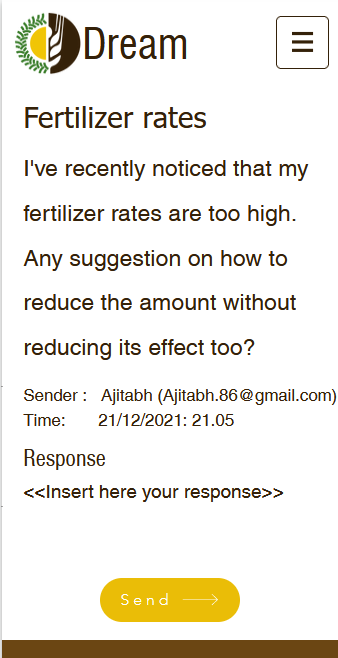 Dream
Fertilizer rates
I've recently noticed that my
fertilizer rates are too high.
Any suggestion on how to
reduce the amount without
reducing its effect too?
Sender : Ajitabh (Ajitabh.86@gmail.com)
Time: 21/12/2021: 21.05
Response
<<Insert here your response>>
Send